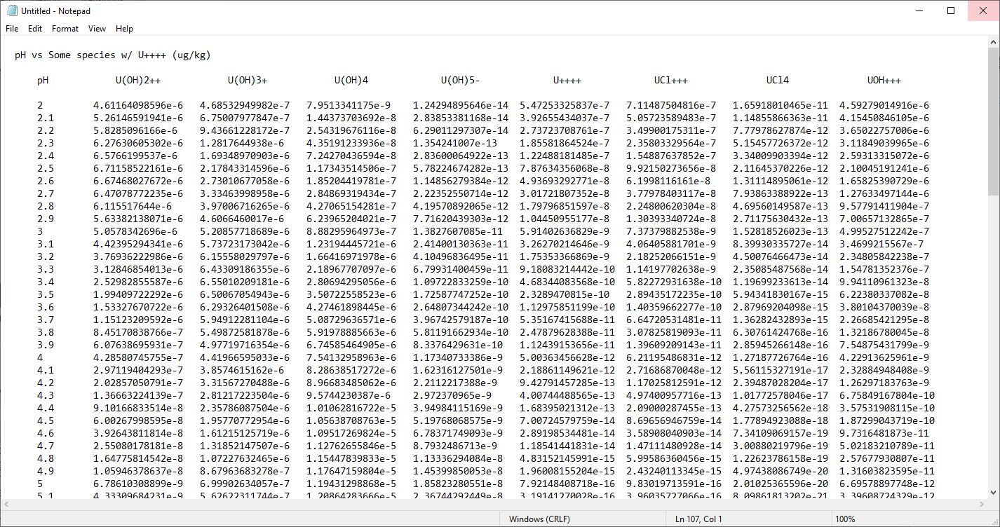 Untitled - Notepad
File Edit Format View Help
pH vs Some species w/ U++++ (ug/kg)
pH U(OH)2++ U(OH)3+ U(OH)4 U(OH)5- U++++ UCl+++ UCl4 UOH+++
2 4.61164098596e-6 4.68532949982e-7 7.9513341175e-9 1.24294895646e-14 5.47253325837e-7 7.11487504816e-7 1.65918010465e-11 4.59279014916e-6
2.1 5.26146591941e-6 6.75007977847e-7 1.44373703692e-8 2.83853381168e-14 3.92655434037e-7 5.05723589483e-7 1.14855866363e-11 4.15450846105e-6
2.2 5.8285096166e-6 9.43661228172e-7 2.54319676116e-8 6.29011297307e-14 2.73723708761e-7 3.49900175311e-7 7.77978627874e-12 3.65022757006e-6
2.3 6.27630605302e-6 1.2817644938e-6 4.35191233936e-8 1.354241007e-13 1.85581864524e-7 2.35803329564e-7 5.15457726372e-12 3.11849039965e-6
2.4 6.5766199537e-6 1.69348970903e-6 7.24270436594e-8 2.83600064922e-13 1.22488181485e-7 1.54887637852e-7 3.34009903394e-12 2.59313315072e-6
2.5 6.71158522161e-6 2.17843314596e-6 1.17343514506e-7 5.78224674282e-13 7.87634356068e-8 9.92150273656e-8 2.11645370226e-12 2.10045191241e-6
2.6 6.67468027672e-6 2.73010677058e-6 1.85204419781e-7 1.14856279384e-12 4.93693292771e-8 6.1998116161e-8 1.31114895061e-12 1.65825390729e-6
2.7 6.47078772235e-6 3.33463998958e-6 2.84869319434e-7 2.22352550714e-12 3.01721807352e-8 3.77978403117e-8 7.93863388922e-13 1.27633497144e-6
2.8 6.115517644e-6 3.97006716265e-6 4.27065154281e-7 4.19570892065e-12 1.79796851597e-8 2.24800620304e-8 4.69560149587e-13 9.57791411904e-7
2.9 5.63382138071e-6 4.6066460017e-6 6.23965204021e-7 7.71620439303e-12 1.04450955177e-8 1.30393340724e-8 2.71175630432e-13 7.00657132865e-7
3 5.0578342696e-6 5.20857718689e-6 8.88295964973e-7 1.3827607085e-11 5.91402636829e-9 7.37379882538e-9 1.52818526023e-13 4.99527512242e-7
3.1 4.42395294341e-6 5.73723173042e-6 1.23194445721e-6 2.41400130363e-11 3.26270214646e-9 4.06405881701e-9 8.39930335727e-14 3.4699215567e-7
3.2 3.76936222986e-6 6.15558029797e-6 1.66416971978e-6 4.10496836495e-11 1.75353366869e-9 2.18252066151e-9 4.50076466473e-14 2.34805842238e-7
3.3 3.12846854013e-6 6.43309186355e-6 2.18967707097e-6 6.79931400459e-11 9.18083214442e-10 1.14197702638e-9 2.35085487568e-14 1.54781352376e-7
3.4 2.52982855587e-6 6.55010209181e-6 2.80694295056e-6 1.09722833259e-10 4.68344083568e-10 5.82272931638e-10 1.19699233614e-14 9.94110961323e-8
3.5 1.99409722292e-6 6.50067054943e-6 3.50722558523e-6 1.72587747252e-10 2.3289470815e-10 2.89435172235e-10 5.94341830167e-15 6.22380337082e-8
3.6 1.53327670722e-6 6.29326401508e-6 4.27461898445e-6 2.64807344242e-10 1.12975851199e-10 1.40359662277e-10 2.87969204098e-15 3.80104370039e-8
3.7 1.15123209592e-6 5.94912281104e-6 5.08729636571e-6 3.96742579187e-10 5.35167415688e-11 6.64720531481e-11 1.36282432893e-15 2.26685421295e-8
3.8 8.45170838766e-7 5.49872581878e-6 5.91978885663e-6 5.81191662934e-10 2.47879628388e-11 3.07825819093e-11 6.30761424768e-16 1.32186780045e-8
3.9 6.07638695931e-7 4.97719716354e-6 6.74585464905e-6 8.3376429631e-10 1.12439153656e-11 1.39609209143e-11 2.85945266148e-16 7.54875431799e-9
4 4.28580745755e-7 4.41966595033e-6 7.54132958963e-6 1.17340733386e-9 5.00363456628e-12 6.21195486831e-12 1.27187726764e-16 4.22913625961e-9
4.1 2.97119404293e-7 3.8574615162e-6 8.28638517272e-6 1.62316127501e-9 2.18861149621e-12 2.71686870048e-12 5.56115327191e-17 2.32884948408e-9
4.2 2.02857050791e-7 3.31567270488e-6 8.96683485062e-6 2.2112217388e-9 9.42791457285e-13 1.17025812591e-12 2.39487028204e-17 1.26297183763e-9
4.3 1.36663224139e-7 2.81217223504e-6 9.5744230387e-6 2.972370965e-9 4.00744488565e-13 4.97400957716e-13 1.01772578046e-17 6.75849167804e-10
4.4 9.10166833514e-8 2.35786087504e-6 1.01062816722e-5 3.94984115169e-9 1.68395021312e-13 2.09000287455e-13 4.27573256562e-18 3.57531908115e-10
4.5 6.00267998595e-8 1.95770772954e-6 1.05638708763e-5 5.19768068575e-9 7.00724579759e-14 8.69656946759e-14 1.77894923088e-18 1.87299043719e-10
4.6 3.92643811814e-8 1.61215125719e-6 1.09517269824e-5 6.78371749093e-9 2.89198534481e-14 3.58908040903e-14 7.34109069157e-19 9.7316481873e-11
4.7 2.55080178181e-8 1.31852147507e-6 1.12762655846e-5 8.7932486713e-9 1.18541441831e-14 1.47111480928e-14 3.00880219796e-19 5.02183210789e-11
4.8 1.64775814542e-8 1.07227632465e-6 1.15447839833e-5 1.13336294084e-8 4.83152145991e-15 5.99586360456e-15 1.22623786158e-19 2.57677930807e-11
4.9 1.05946378637e-8 8.67963683278e-7 1.17647159804e-5 1.45399850053e-8 1.96008155204e-15 2.43240113345e-15 4.97438086749e-20 1.31603823595e-11
5 6.78610308899e-9 6.99902634057e-7 1.19431298868e-5 1.85823280551e-8 7.92148408718e-16 9.83019713591e-16 2.01025365596e-20 6.69578897748e-12
5.1 4.33309684231e-9 5.62622311744e-7 1.20864283666e-5 2.36744292449e-8 3.19141270028e-16 3.96035727066e-16 8.09861813202e-21 3.39608724329e-12
Windows (CRLF) Ln 107, Col 1 100%